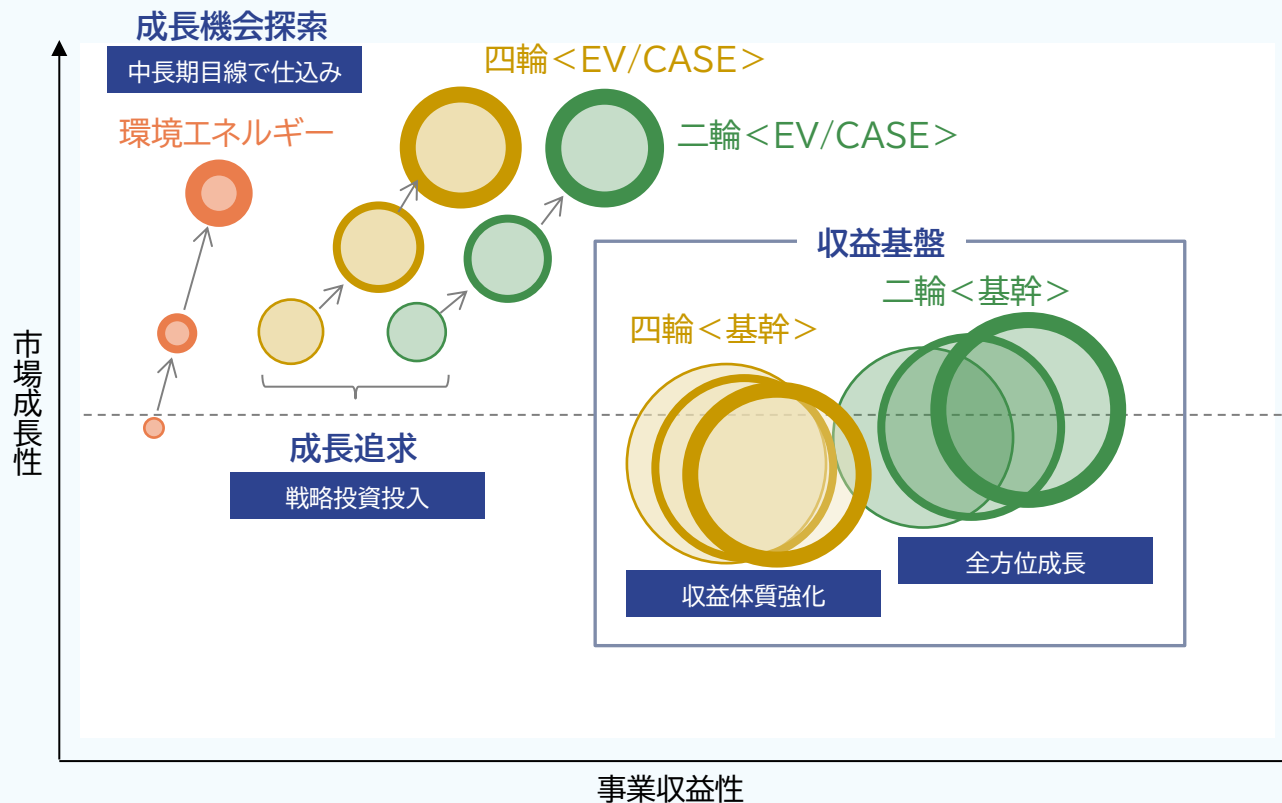 成長機会探索
中長期目線で仕込み
四輪<EV/CASE>
環境エネルギー
二輪<EV/CASE>
収益基盤
二輪<基幹>
四輪<基幹>
市場成長性
成長追求
戦略投資投入
全方位成長
収益体質強化
事業収益性